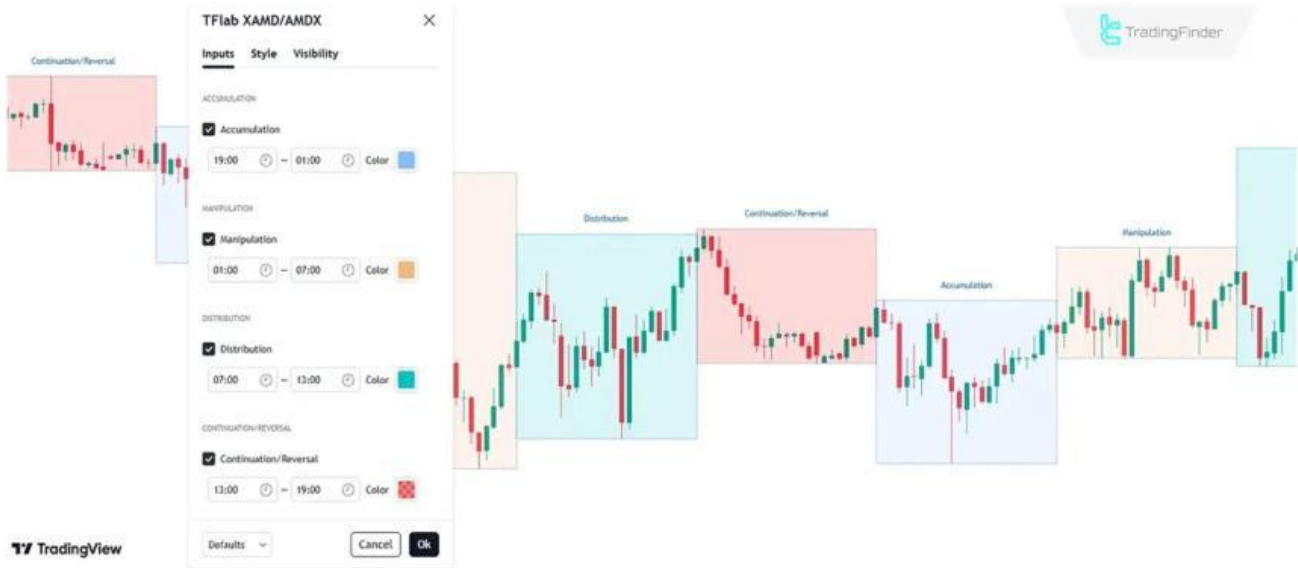 TFlab XAMD/AMDX
Inputs Style Visibility
ACCUMULATION
Accumulation
19:00 – 01:00 Color
MANIPULATION
Manipulation
01:00 – 07:00 Color
DISTRIBUTION
Distribution
07:00 – 13:00 Color
CONTINUATION/REVERSAL
Continuation/Reversal
13:00 – 19:00 Color
Defaults Cancel Ok
Continuation/Reversal
Distribution
Continuation/Reversal
Accumulation
Manipulation
TradingFinder
TradingView